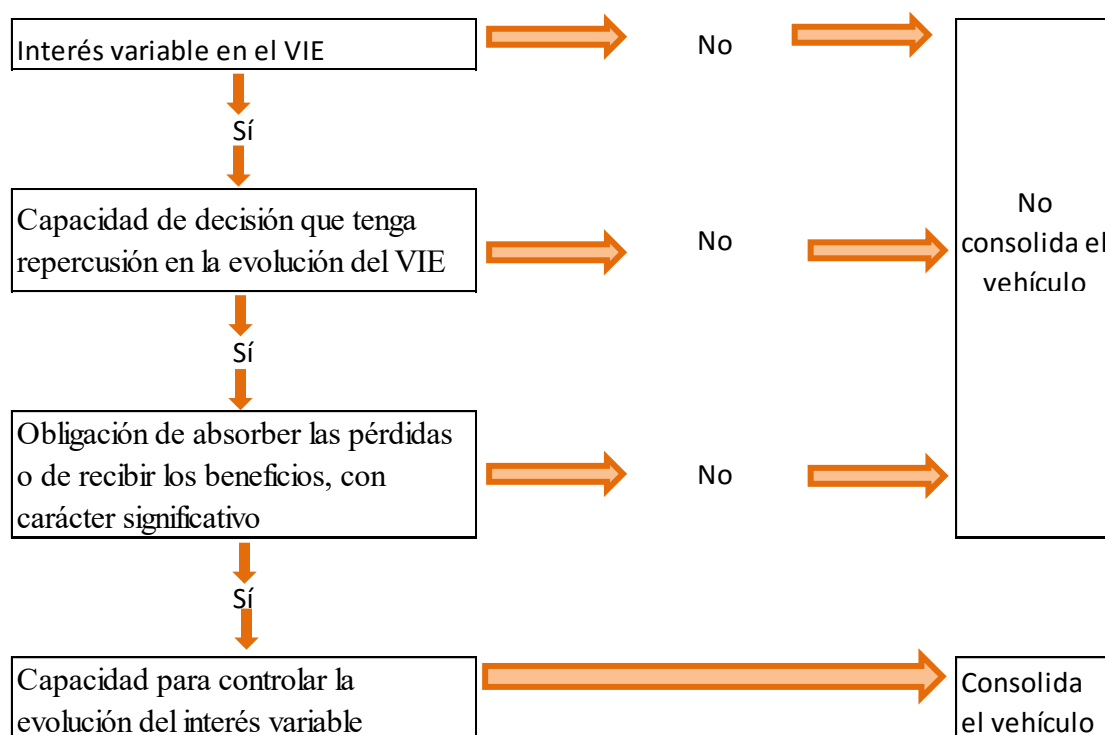 Interés variable en el VIE
No
Sí
Capacidad de decisión que tenga
repercusión en la evolución del VIE
No
No
consolida el
vehículo
Sí
Obligación de absorber las pérdidas
o de recibir los beneficios, con
carácter significativo
No
Sí
Capacidad para controlar la
evolución del interés variable
Consolida
el vehículo